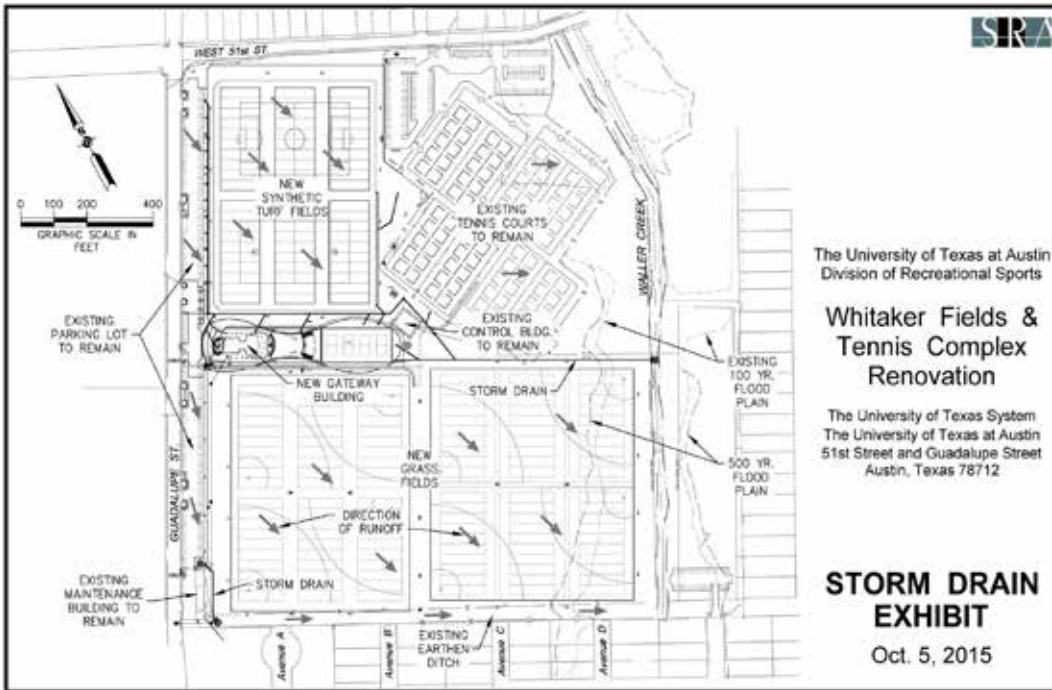 SRA
WEST 51st ST.
0 100 200 400
GRAPHIC SCALE IN
FEET
NEW
SYNTHETIC
TURF FIELDS
EXISTING
TENNIS COURTS
TO REMAIN
WALLER CREEK
EXISTING
PARKING LOT
TO REMAIN
EXISTING
CONTROL BLDG.
TO REMAIN
NEW GATEWAY
BUILDING
STORM DRAIN
EXISTING
100 YR.
FLOOD
PLAIN
500 YR.
FLOOD
PLAIN
NEW
GRASS
FIELDS
GUADALUPE ST.
DIRECTION
OF RUNOFF
EXISTING
MAINTENANCE
BUILDING TO
REMAIN
STORM DRAIN
EXISTING
EARTHEN
DITCH
Avenue A
Avenue B
Avenue C
Avenue D
The University of Texas at Austin
Division of Recreational Sports
Whitaker Fields &
Tennis Complex
Renovation
The University of Texas System
The University of Texas at Austin
51st Street and Guadalupe Street
Austin, Texas 78712
STORM DRAIN
EXHIBIT
Oct. 5, 2015